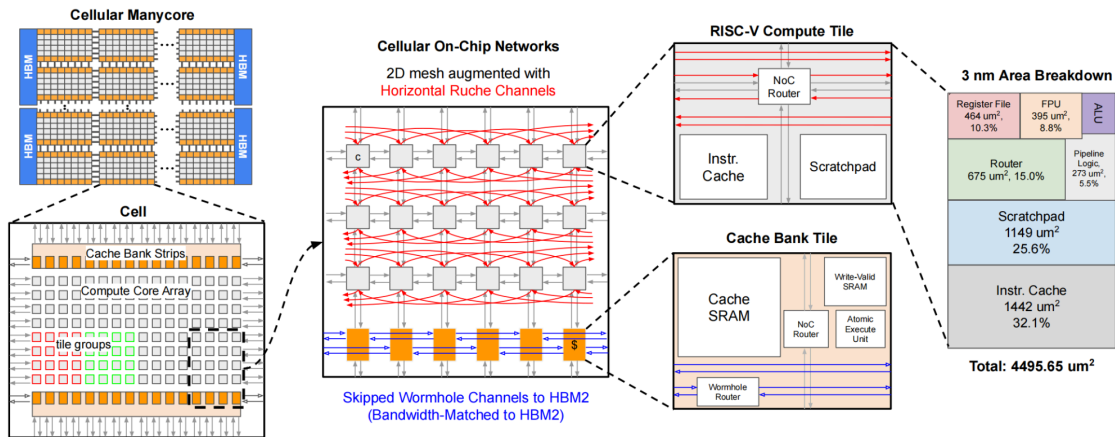 Cellular Manycore
HBM
HBM
HBM
HBM
Cell
Cache Bank Strips
Compute Core Array
tile groups
Cellular On-Chip Networks
2D mesh augmented with
Horizontal Ruche Channels
c
$
Skipped Wormhole Channels to HBM2
(Bandwidth-Matched to HBM2)
RISC-V Compute Tile
NoC
Router
Instr.
Cache
Scratchpad
Cache Bank Tile
Cache
SRAM
Write-Valid
SRAM
NoC
Router
Atomic
Execute
Unit
Wormhole
Router
3 nm Area Breakdown
Register File
464 um²,
10.3%
FPU
395 um²,
8.8%
ALU
Router
675 um², 15.0%
Pipeline
Logic,
273 um²,
5.5%
Scratchpad
1149 um²
25.6%
Instr. Cache
1442 um²
32.1%
Total: 4495.65 um²